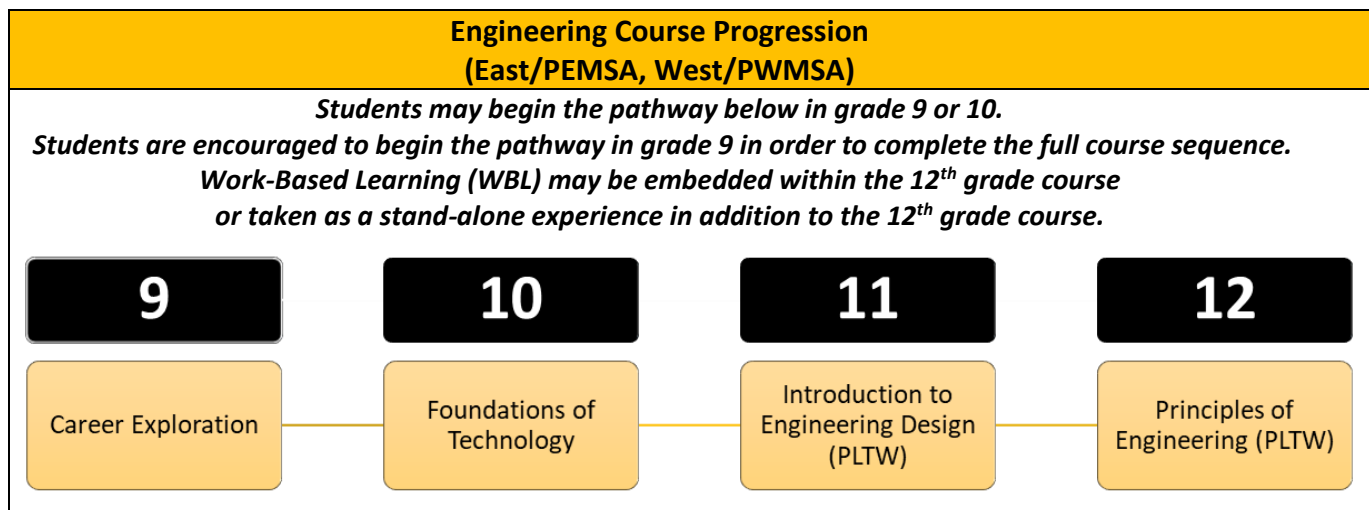 Engineering Course Progression
(East/PEMSA, West/PWMSA)
Students may begin the pathway below in grade 9 or 10.
Students are encouraged to begin the pathway in grade 9 in order to complete the full course sequence.
Work-Based Learning (WBL) may be embedded within the 12th grade course
or taken as a stand-alone experience in addition to the 12th grade course.
9
10
11
12
Career Exploration
Foundations of
Technology
Introduction to
Engineering Design
(PLTW)
Principles of
Engineering (PLTW)